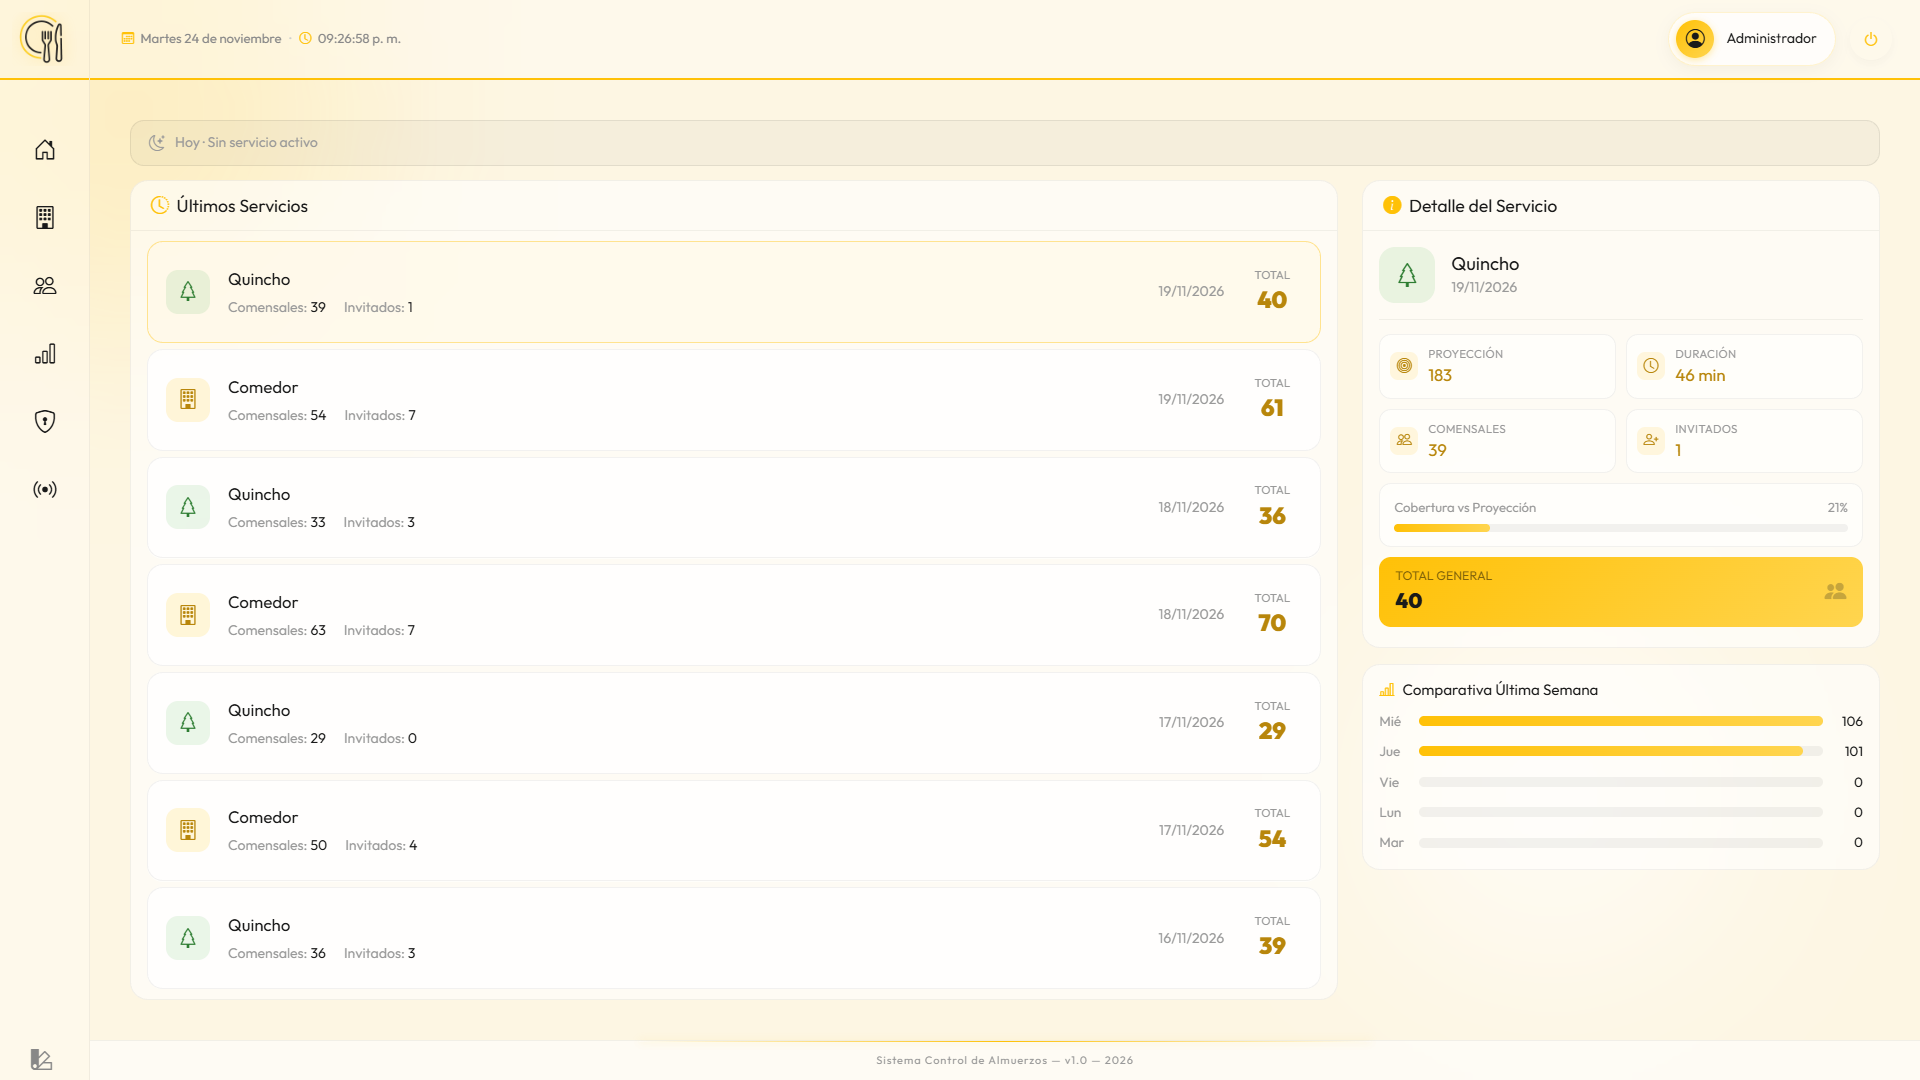 Martes 24 de noviembre · 09:26:58 p. m.
Administrador
Hoy · Sin servicio activo
Últimos Servicios
Quincho
Comensales: 39 Invitados: 1
19/11/2026
TOTAL
40
Comedor
Comensales: 54 Invitados: 7
19/11/2026
TOTAL
61
Quincho
Comensales: 33 Invitados: 3
18/11/2026
TOTAL
36
Comedor
Comensales: 63 Invitados: 7
18/11/2026
TOTAL
70
Quincho
Comensales: 29 Invitados: 0
17/11/2026
TOTAL
29
Comedor
Comensales: 50 Invitados: 4
17/11/2026
TOTAL
54
Quincho
Comensales: 36 Invitados: 3
16/11/2026
TOTAL
39
Detalle del Servicio
Quincho
19/11/2026
PROYECCIÓN
183
DURACIÓN
46 min
COMENSALES
39
INVITADOS
1
Cobertura vs Proyección 21%
TOTAL GENERAL
40
Comparativa Última Semana
Mié 106
Jue 101
Vie 0
Lun 0
Mar 0
Sistema Control de Almuerzos — v1.0 — 2026